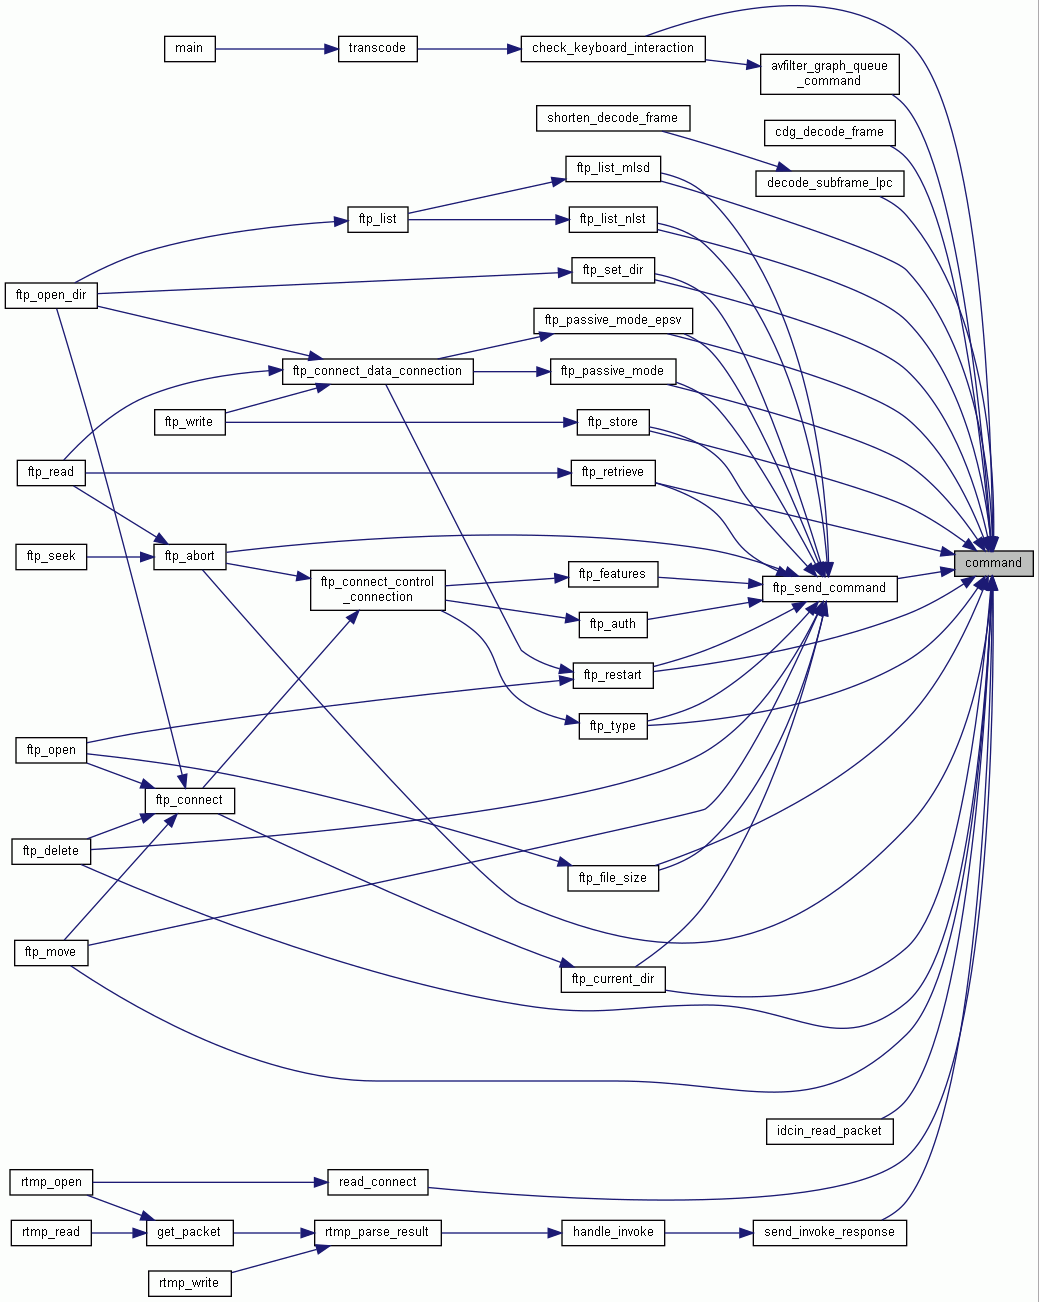 main
transcode
check_keyboard_interaction
avfilter_graph_queue
_command
shorten_decode_frame
cdg_decode_frame
ftp_list_mlsd
decode_subframe_lpc
ftp_list
ftp_list_nlst
ftp_set_dir
ftp_open_dir
ftp_passive_mode_epsv
ftp_connect_data_connection
ftp_passive_mode
ftp_write
ftp_store
ftp_read
ftp_retrieve
ftp_seek
ftp_abort
command
ftp_connect_control
_connection
ftp_features
ftp_send_command
ftp_auth
ftp_restart
ftp_type
ftp_open
ftp_connect
ftp_delete
ftp_file_size
ftp_move
ftp_current_dir
idcin_read_packet
rtmp_open
read_connect
rtmp_read
get_packet
rtmp_parse_result
handle_invoke
send_invoke_response
rtmp_write